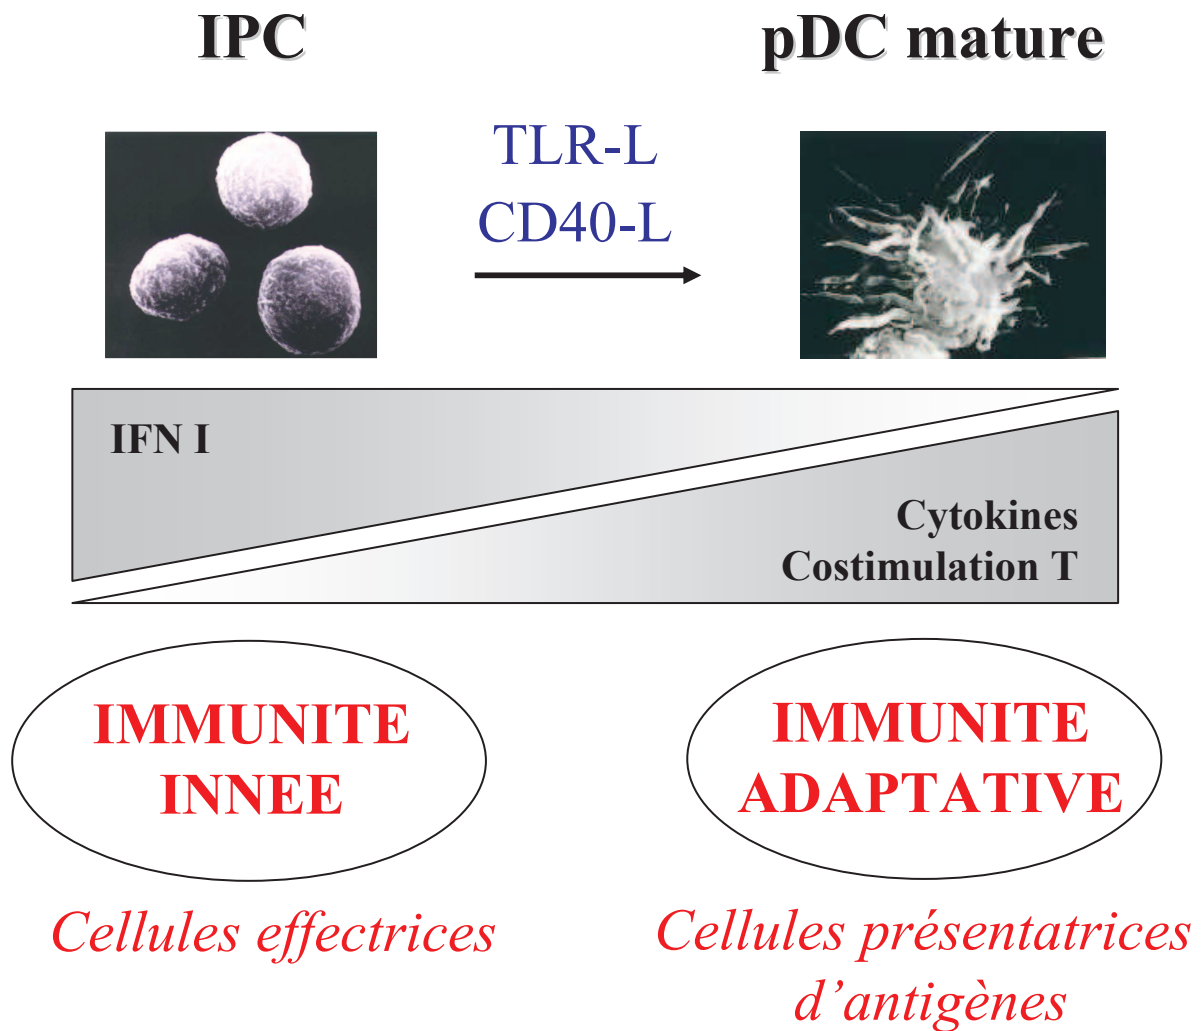 IPC
pDC mature
TLR-L
CD40-L
IFN I
Cytokines
Costimulation T
IMMUNITE
INNEE
IMMUNITE
ADAPTATIVE
Cellules effectrices
Cellules présentatrices
d’antigènes